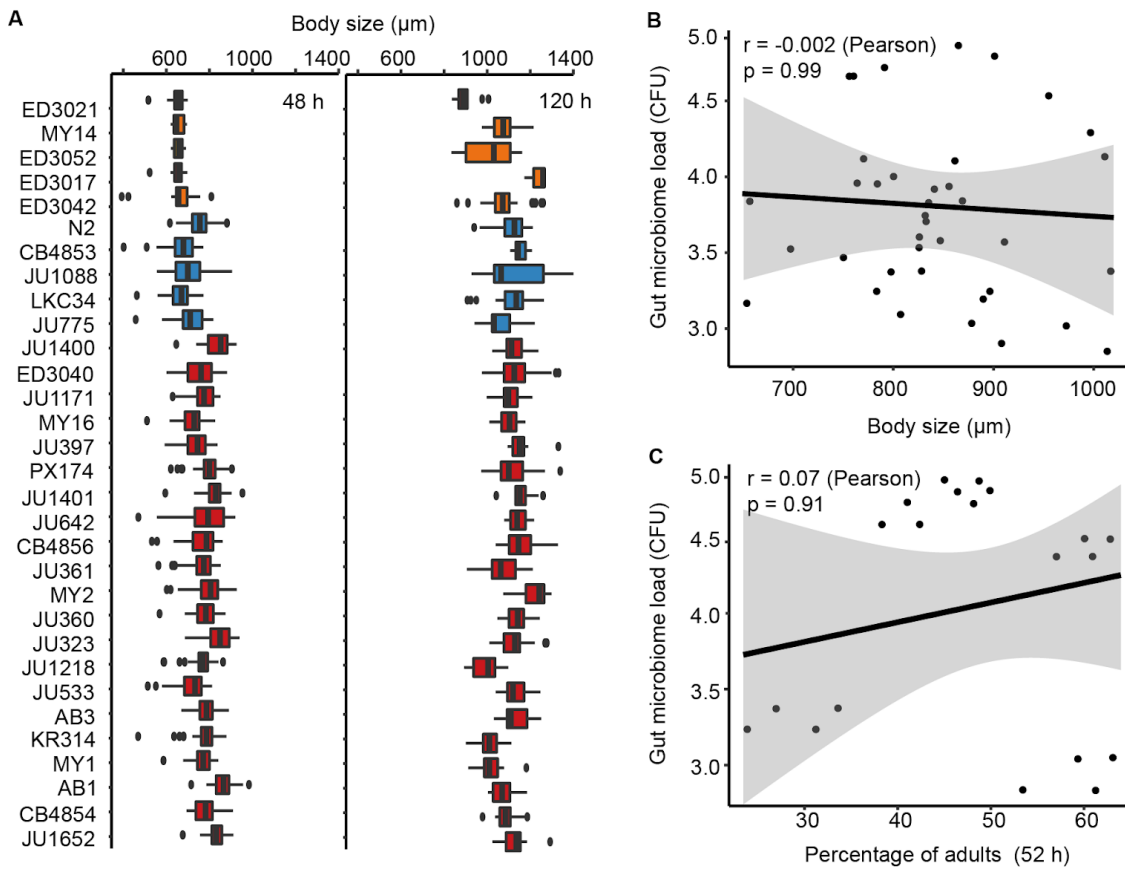 A
Body size (µm)
600 1000 1400 600 1000 1400
48 h 120 h
ED3021
MY14
ED3052
ED3017
ED3042
N2
CB4853
JU1088
LKC34
JU775
JU1400
ED3040
JU1171
MY16
JU397
PX174
JU1401
JU642
CB4856
JU361
MY2
JU360
JU323
JU1218
JU533
AB3
KR314
MY1
AB1
CB4854
JU1652
B
r = -0.002 (Pearson)
p = 0.99
Gut microbiome load (CFU)
5.0
4.5
4.0
3.5
3.0
700 800 900 1000
Body size (µm)
C
r = 0.07 (Pearson)
p = 0.91
Gut microbiome load (CFU)
5.0
4.5
4.0
3.5
3.0
30 40 50 60
Percentage of adults (52 h)